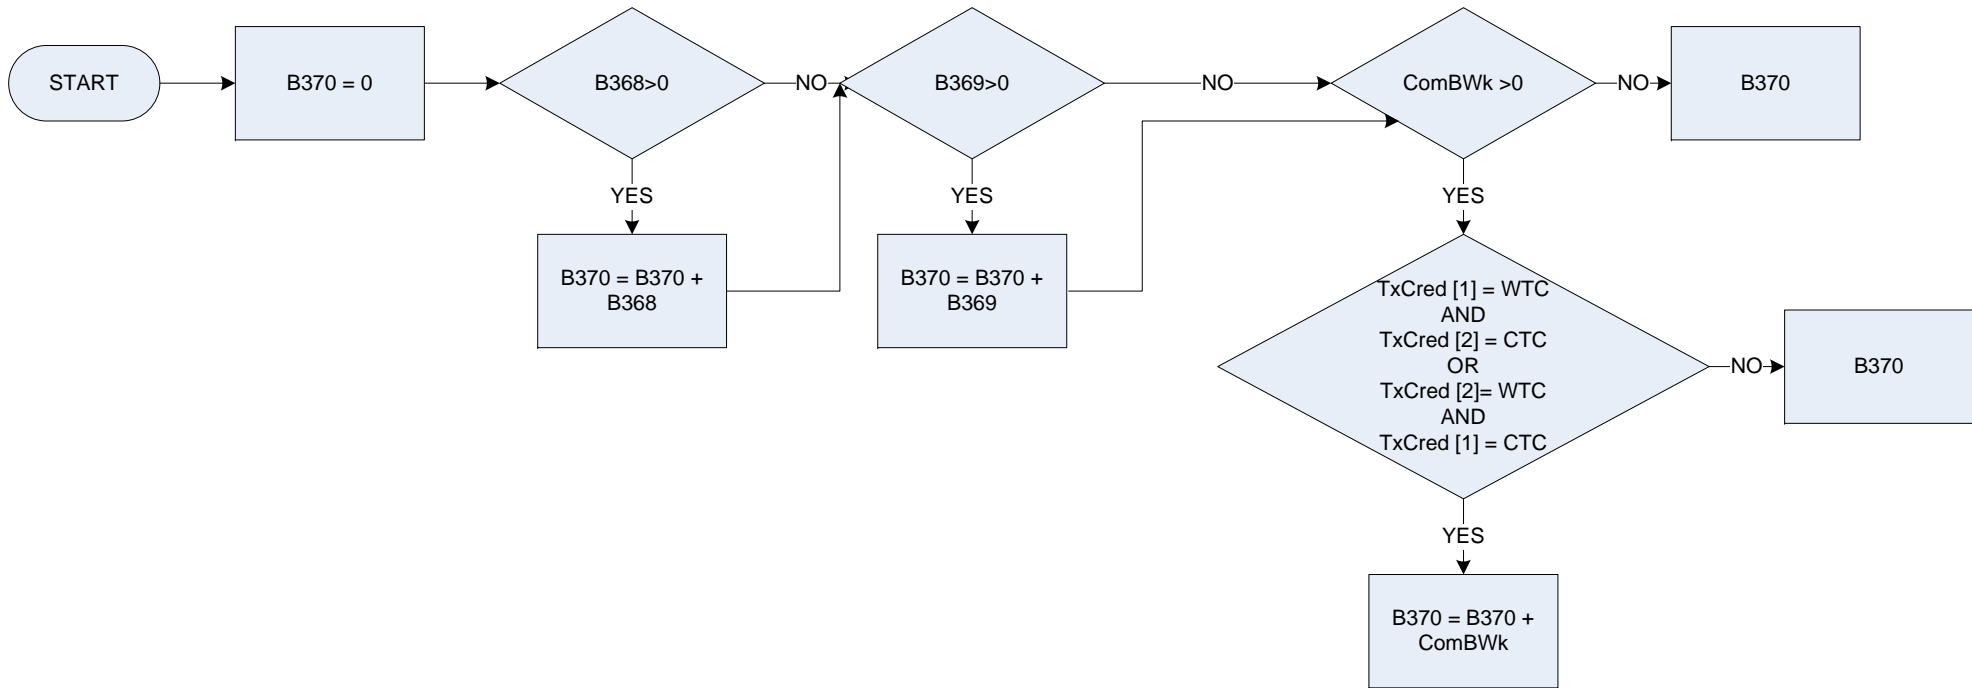 START
B370 = 0
B368>0
NO
B369>0
NO
ComBWk >0
NO
B370
YES
YES
YES
B370 = B370 +
B368
B370 = B370 +
B369
TxCred [1] = WTC
AND
TxCred [2] = CTC
OR
TxCred [2]= WTC
AND
TxCred [1] = CTC
NO
B370
YES
B370 = B370 +
ComBWk